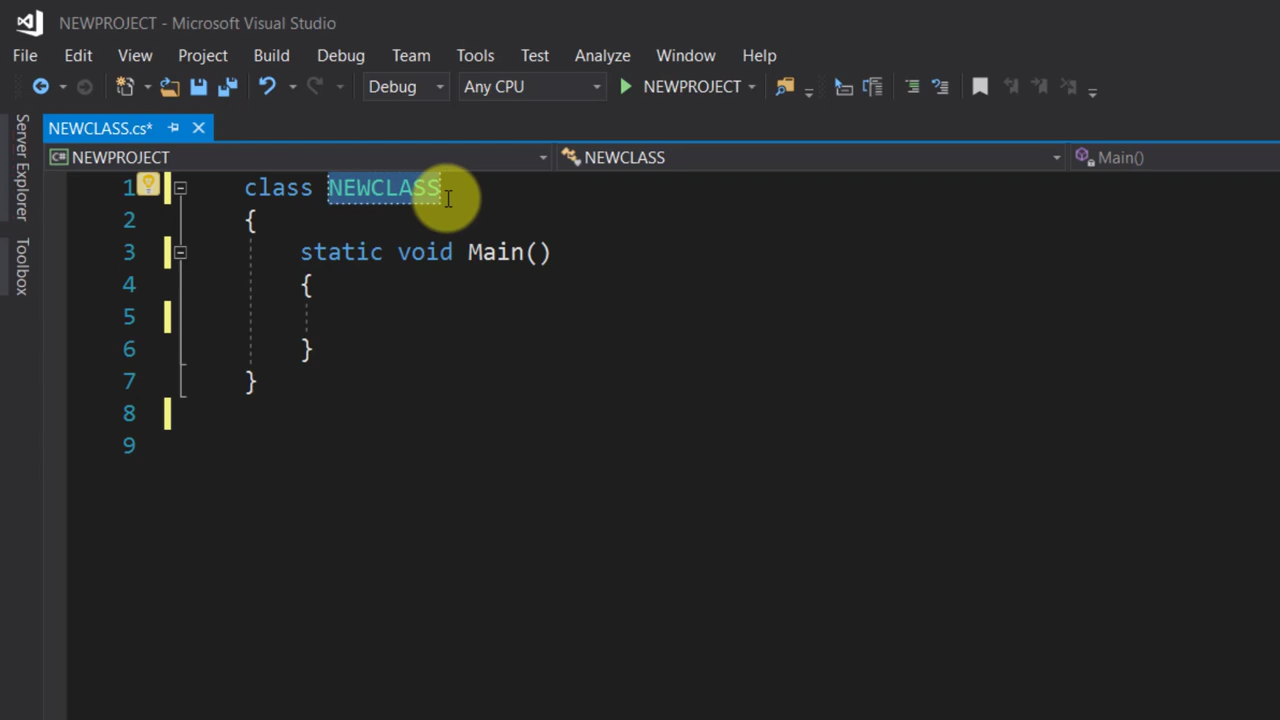 NEWPROJECT - Microsoft Visual Studio
File Edit View Project Build Debug Team Tools Test Analyze Window Help
Debug Any CPU NEWPROJECT
Server Explorer
Toolbox
NEWCLASS.cs*
C# NEWPROJECT NEWCLASS Main()
1 class NEWCLASS
2 {
3 static void Main()
4 {
5
6 }
7 }
8
9